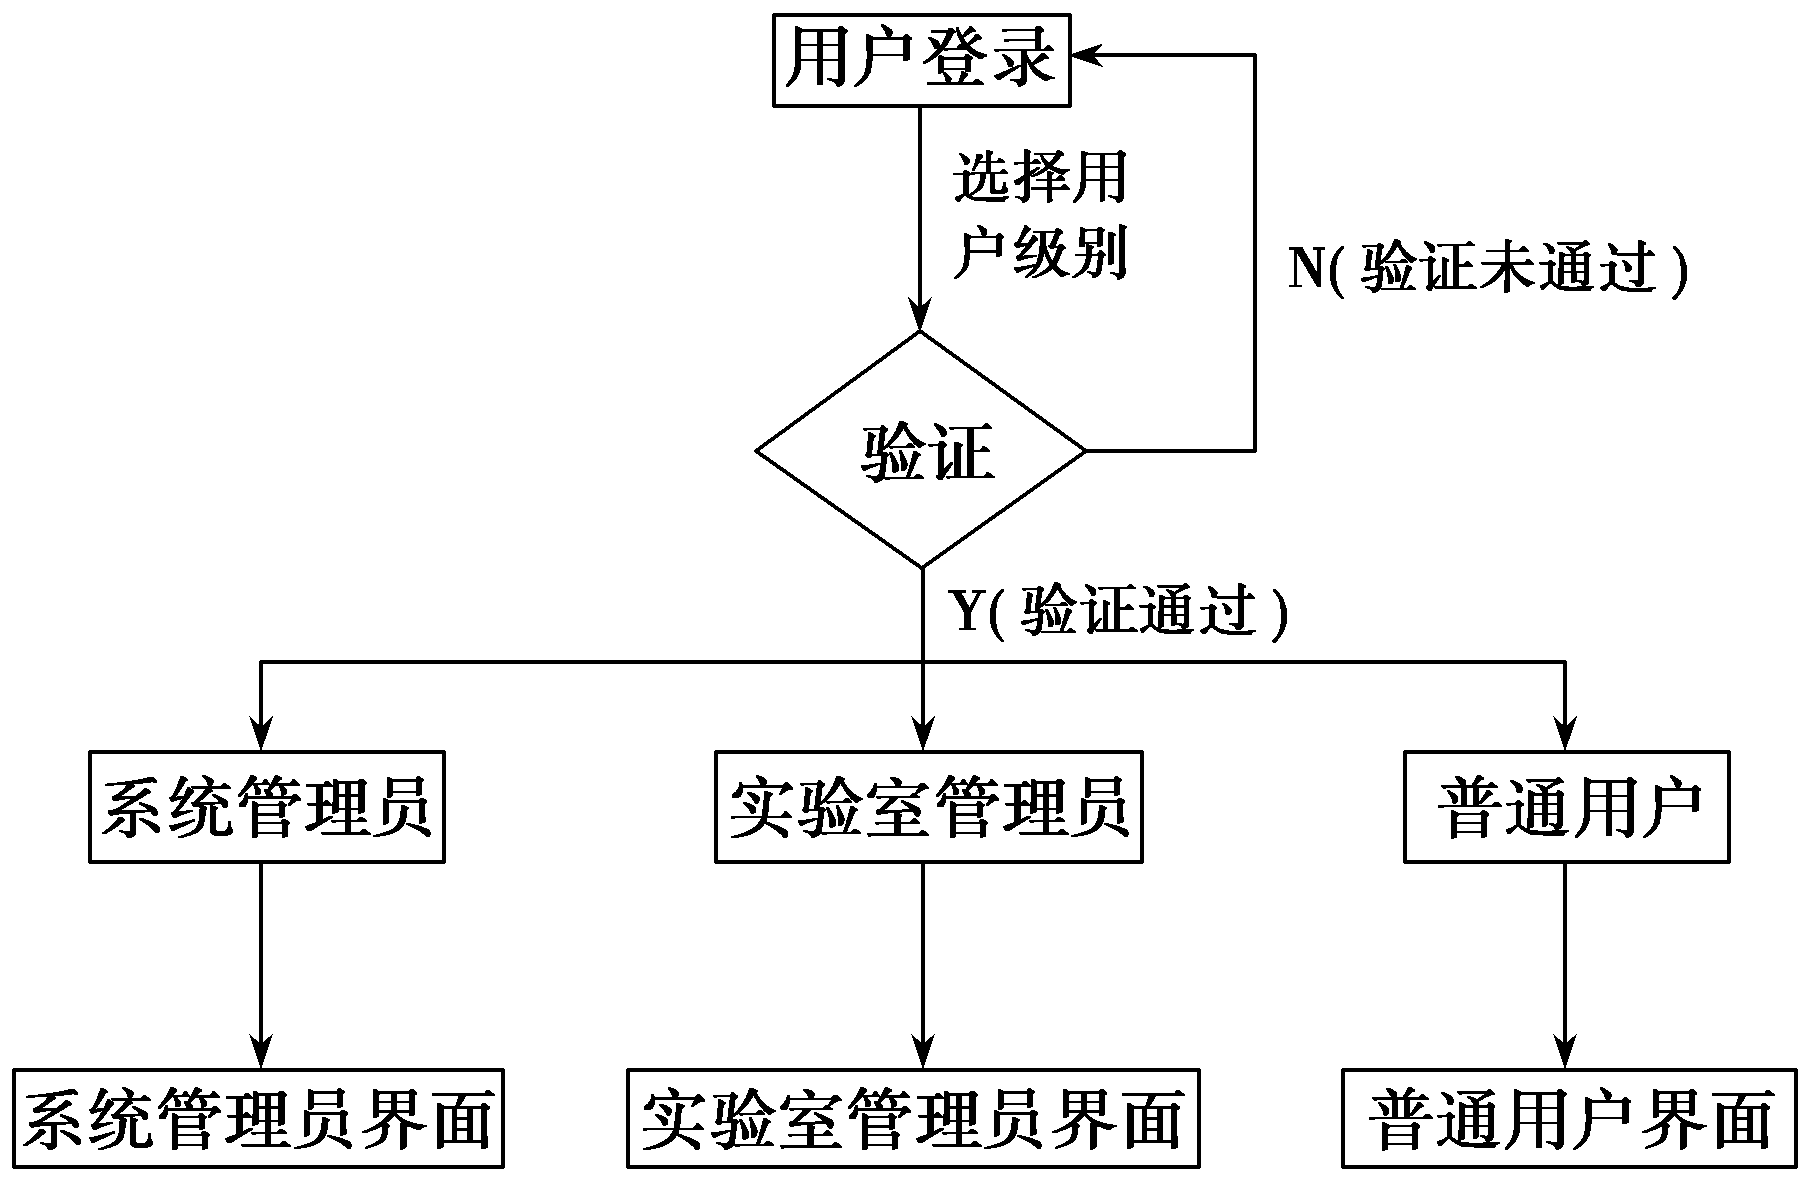 用户登录
选择用
户级别
N(验证未通过)
验证
Y(验证通过)
系统管理员
实验室管理员
普通用户
系统管理员界面
实验室管理员界面
普通用户界面